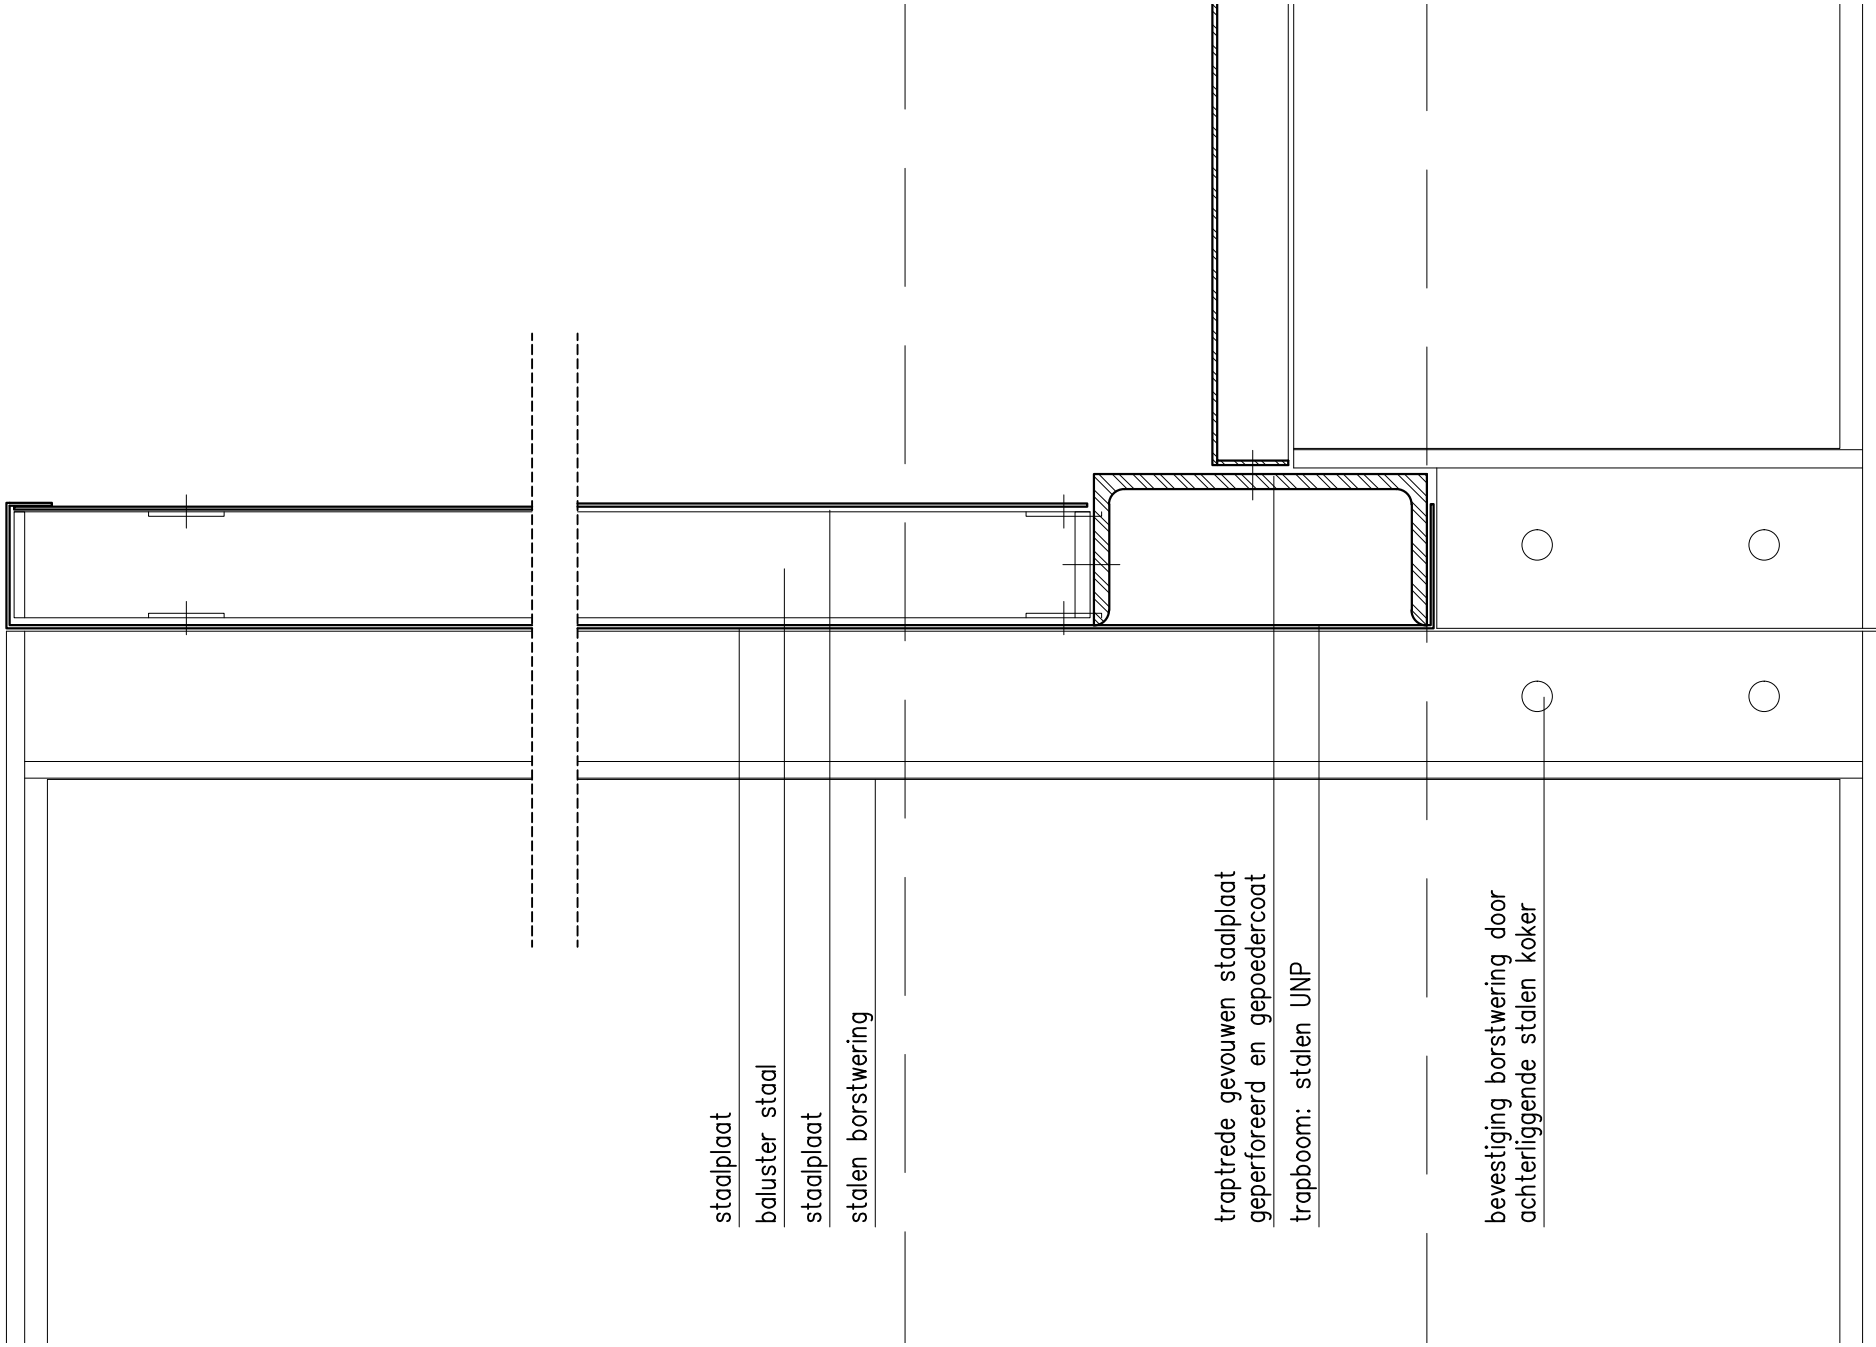 staalplaat
baluster staal
staalplaat
stalen borstwering
traptrede gevouwen staalplaat
geperforeerd en gepoedercoat
trapboom: stalen UNP
bevestiging borstwering door
achterliggende stalen koker